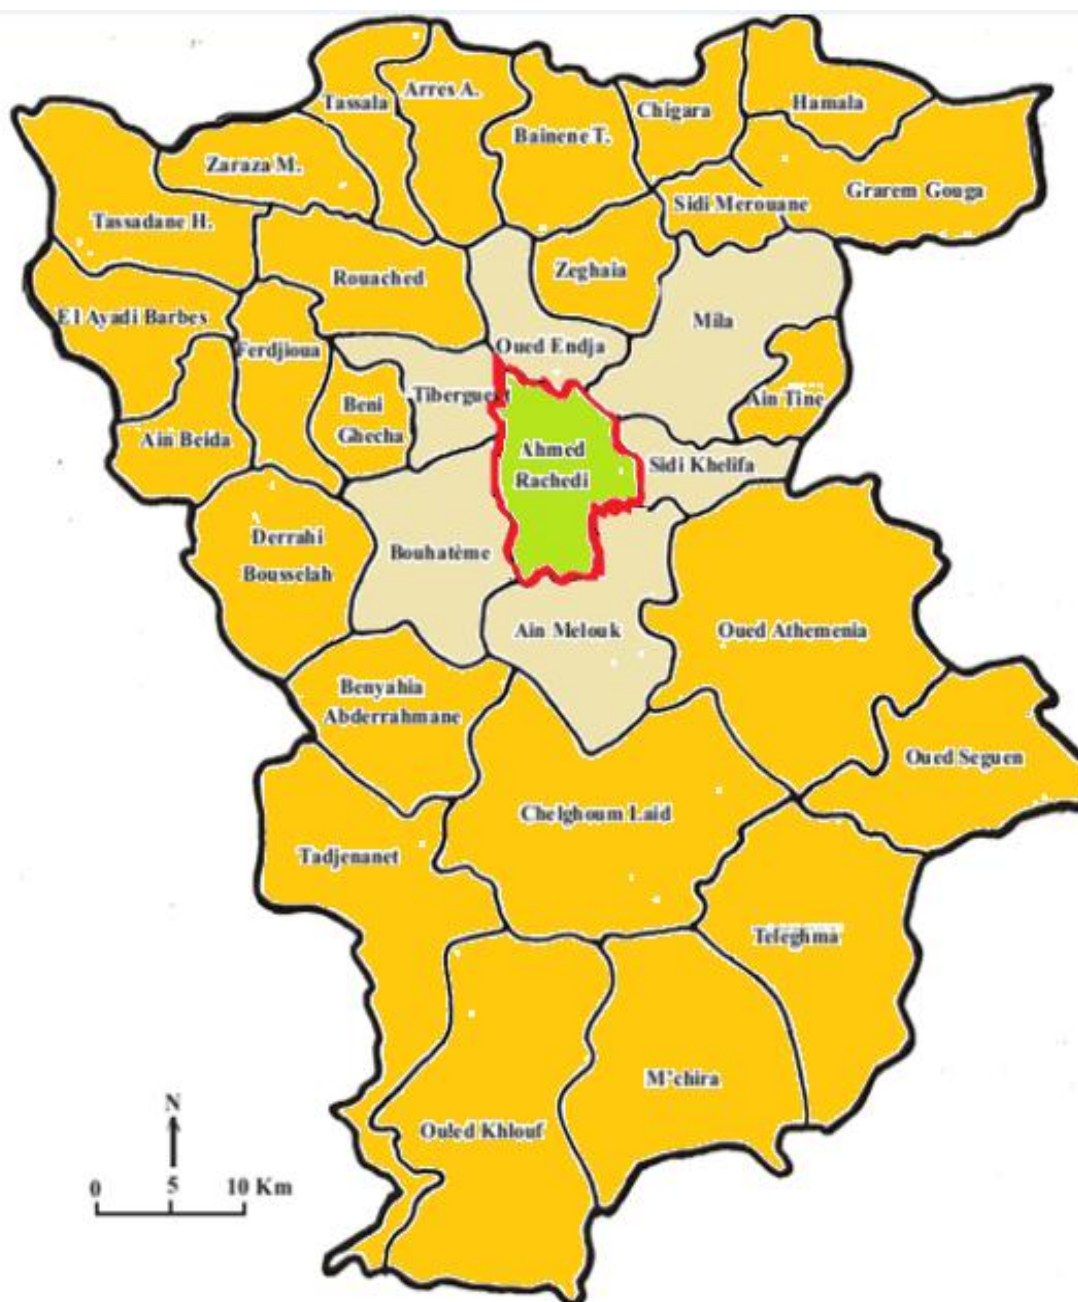 Tassala
Arres A.
Bainene T.
Chigara
Hamala
Zaraza M.
Grarem Gouga
Sidi Merouane
Tassadane H.
Rouached
Zeghaia
El Ayadi Barbes
Ferdjioua
Oued Endja
Mila
Beni
Ghecha
Ain Tine
Ain Beida
Ahmed
Rachedi
Sidi Khelifa
Derrahi
Bousselah
Bouhatème
Ain Melouk
Oued Athemenia
Benyahia
Abderrahmane
Oued Seguen
Chelghoum Laid
Tadjenanet
Teleghma
M'chira
Ouled Khlouf
N
0 5 10 Km